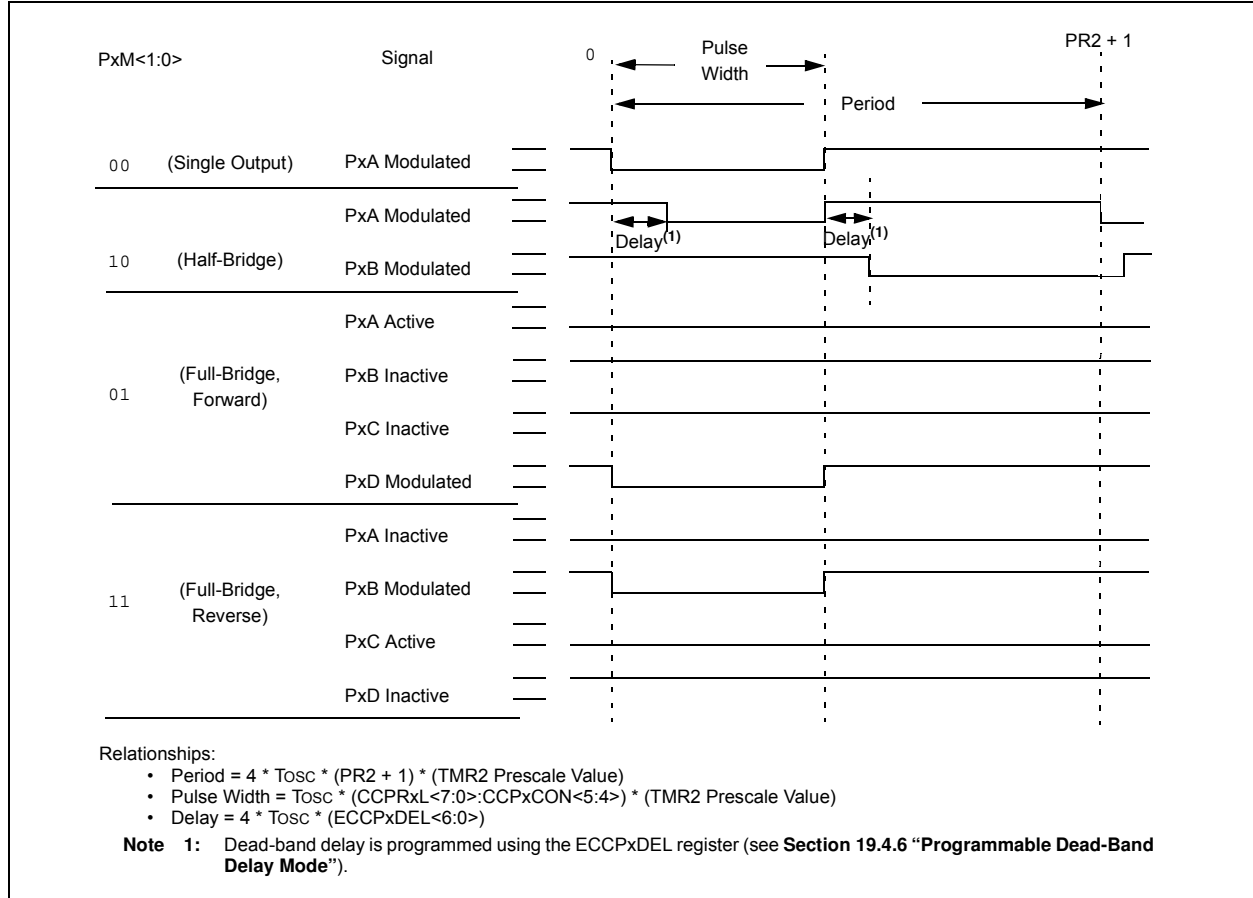 PxM<1:0> Signal 0 Pulse Width PR2 + 1
Period
00 (Single Output) PxA Modulated
PxA Modulated
Delay(1) Delay(1)
10 (Half-Bridge) PxB Modulated
PxA Active
(Full-Bridge, Forward) PxB Inactive
01
PxC Inactive
PxD Modulated
PxA Inactive
11 (Full-Bridge, Reverse) PxB Modulated
PxC Active
PxD Inactive
Relationships:
• Period = 4 * TOSC * (PR2 + 1) * (TMR2 Prescale Value)
• Pulse Width = TOSC * (CCPRxL<7:0>:CCPxCON<5:4>) * (TMR2 Prescale Value)
• Delay = 4 * TOSC * (ECCPxDEL<6:0>)
Note 1: Dead-band delay is programmed using the ECCPxDEL register (see Section 19.4.6 “Programmable Dead-Band
Delay Mode”).